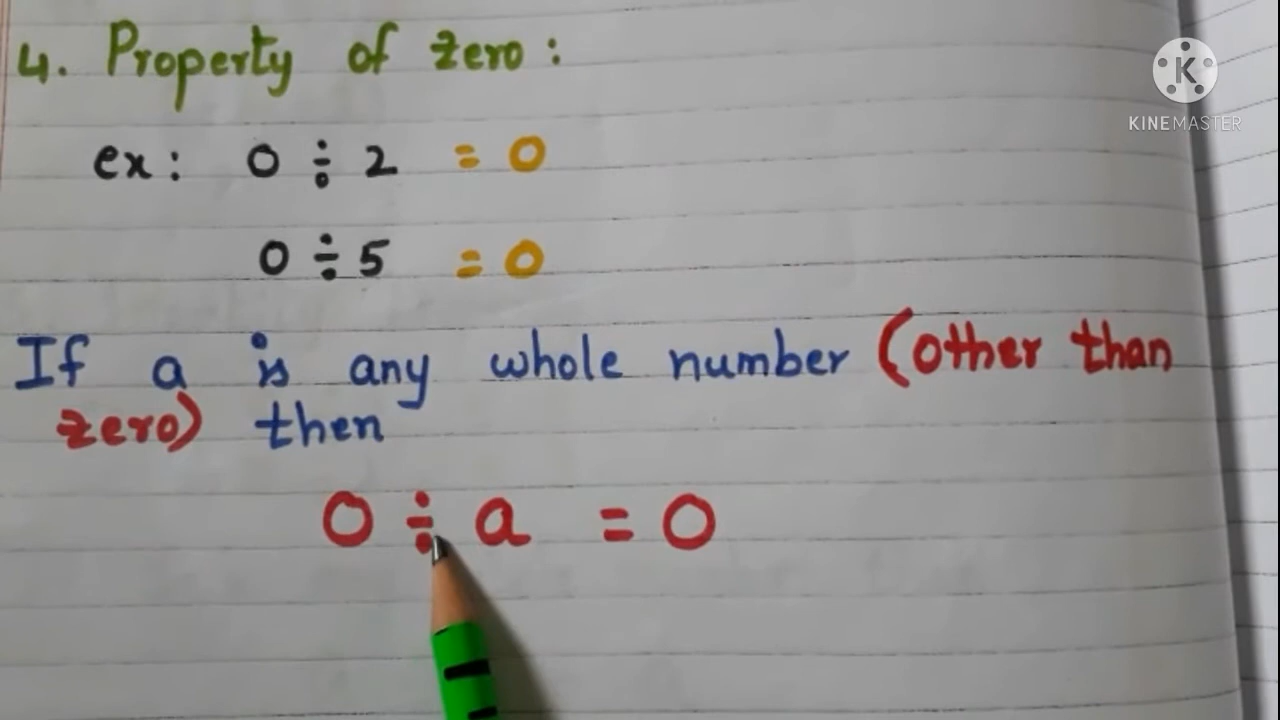 4. Property of zero :
ex : 0 ÷ 2 = 0
0 ÷ 5 = 0
If a is any whole number (other than
zero) then
0 ÷ a = 0
K
KINEMASTER